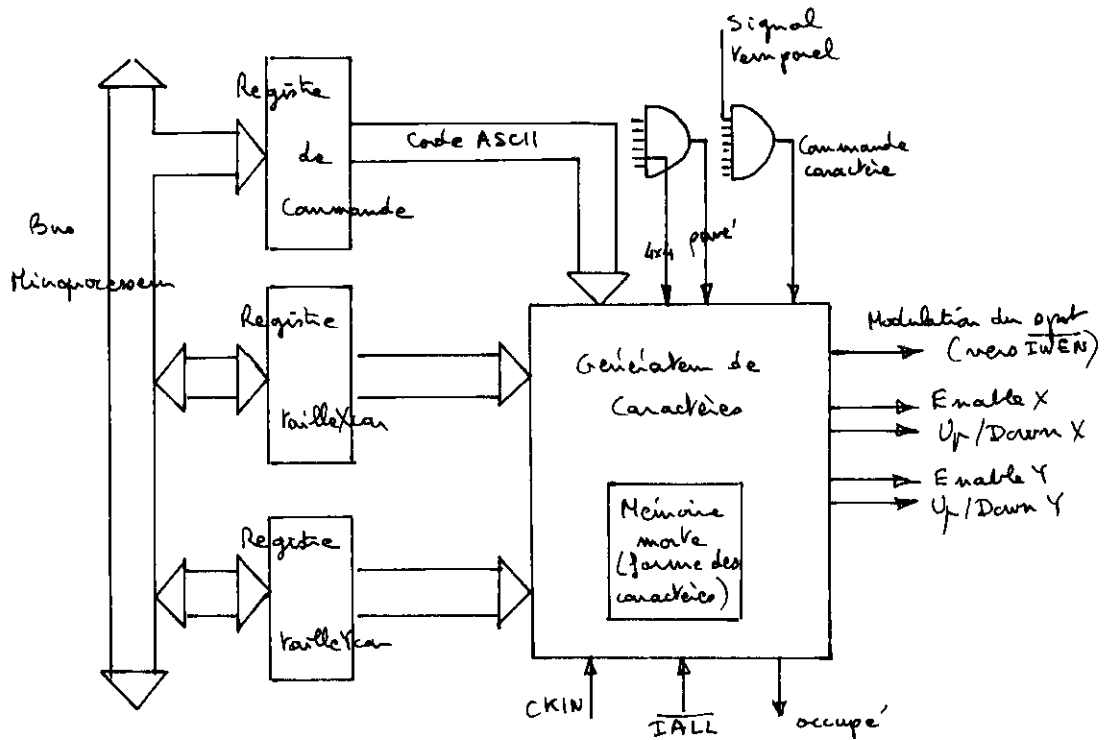 Signal
temporel
Registre
de
Commande
Code ASCII
Commande
caractère
4x4
pavé
Bus
Microprocesseur
Registre
tailleXcar
Générateur de
Caractères
Modulation du spot
(vers IWEN)
Enable X
Up/Down X
Enable Y
Up/Down Y
Mémoire
morte
(forme des
caractères)
Registre
tailleYcar
CKIN
IALL
occupé